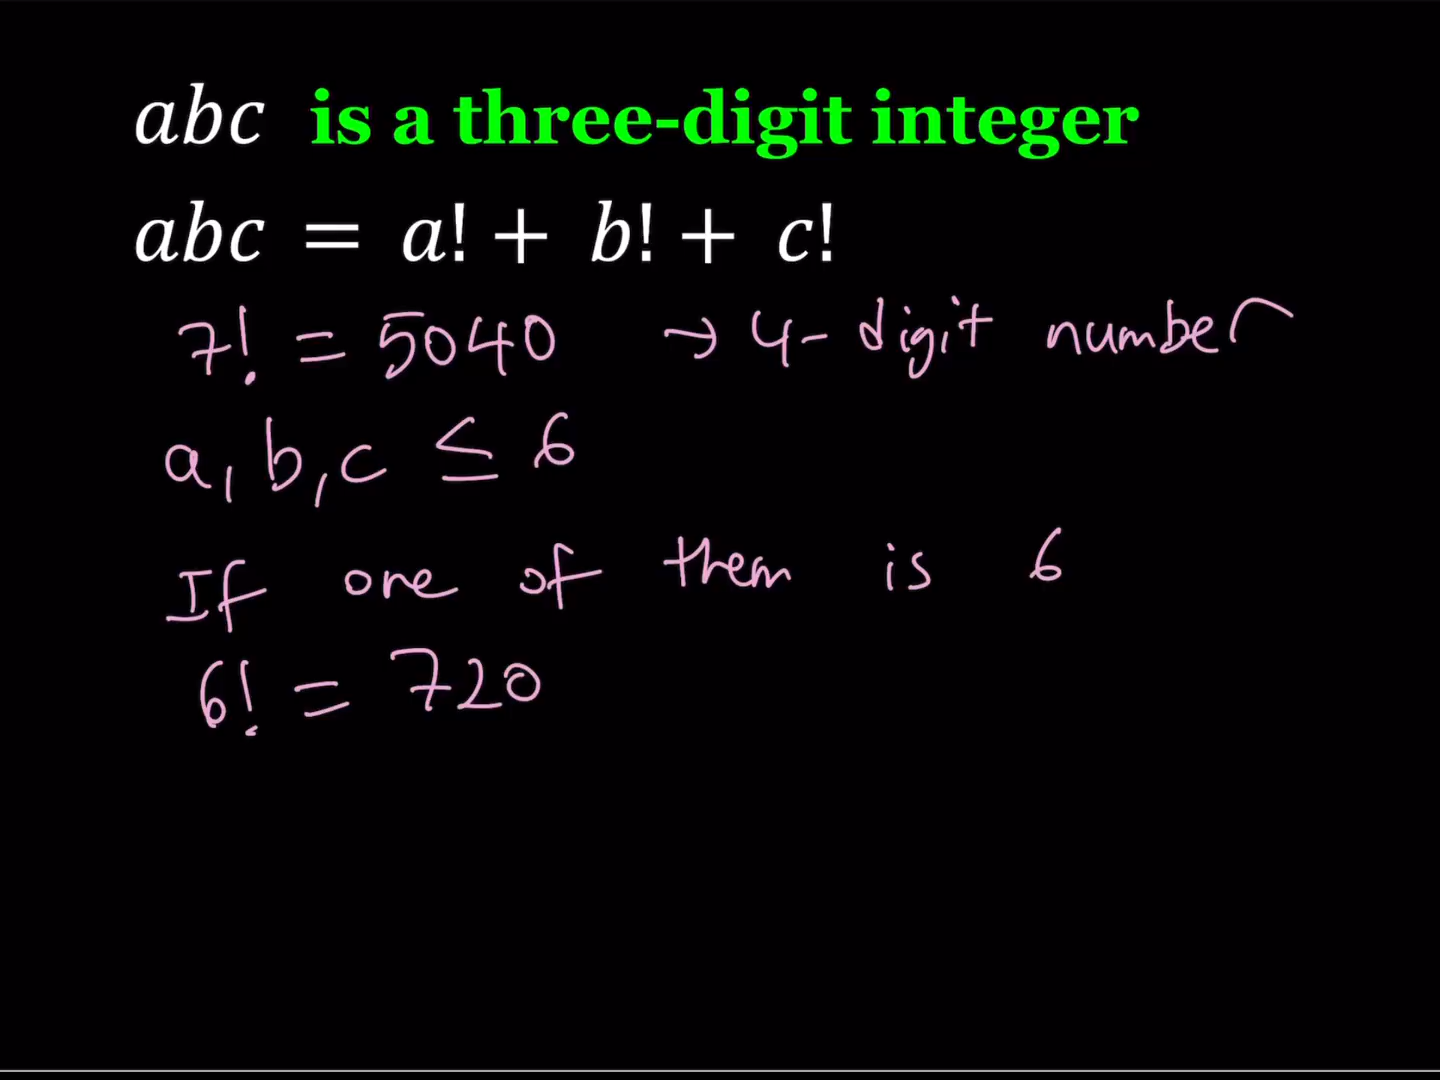 abc is a three-digit integer
abc = a! + b! + c!
7! = 5040 → 4-digit number
a, b, c ≤ 6
If one of them is 6
6! = 720